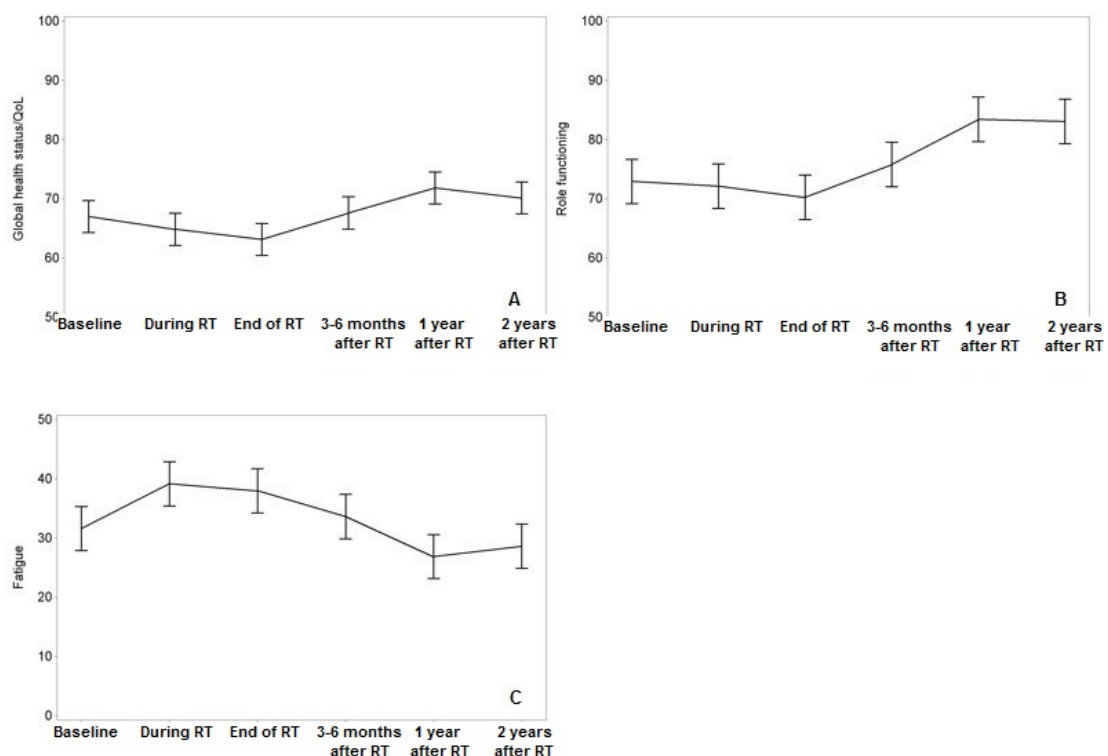 100
90
80
70
60
50
Global health status/QoL
A
Baseline During RT End of RT 3-6 months after RT 1 year after RT 2 years after RT
100
90
80
70
60
50
Role functioning
B
Baseline During RT End of RT 3-6 months after RT 1 year after RT 2 years after RT
50
40
30
20
10
0
Fatigue
C
Baseline During RT End of RT 3-6 months after RT 1 year after RT 2 years after RT